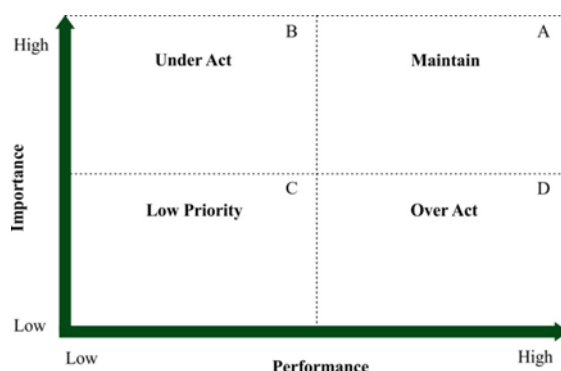 High
B
A
Under Act
Maintain
Importance
C
D
Low Priority
Over Act
Low
Low
High
Performance